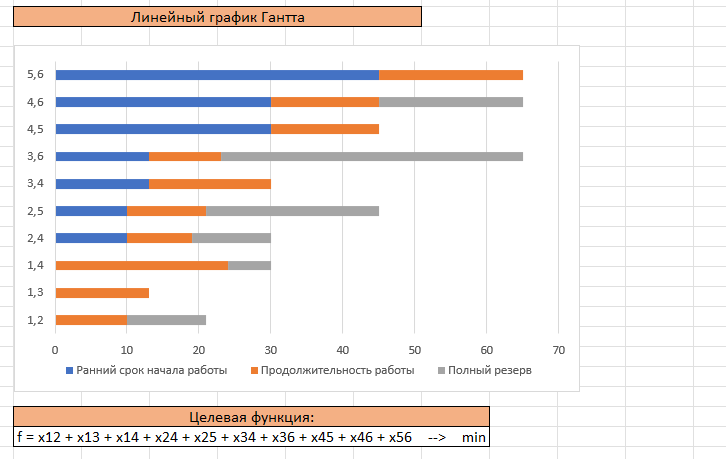 Линейный график Гантта
5,6
4,6
4,5
3,6
3,4
2,5
2,4
1,4
1,3
1,2
0 10 20 30 40 50 60 70
Ранний срок начала работы Продолжительность работы Полный резерв
Целевая функция:
f = x12 + x13 + x14 + x24 + x25 + x34 + x36 + x45 + x46 + x56 --> min